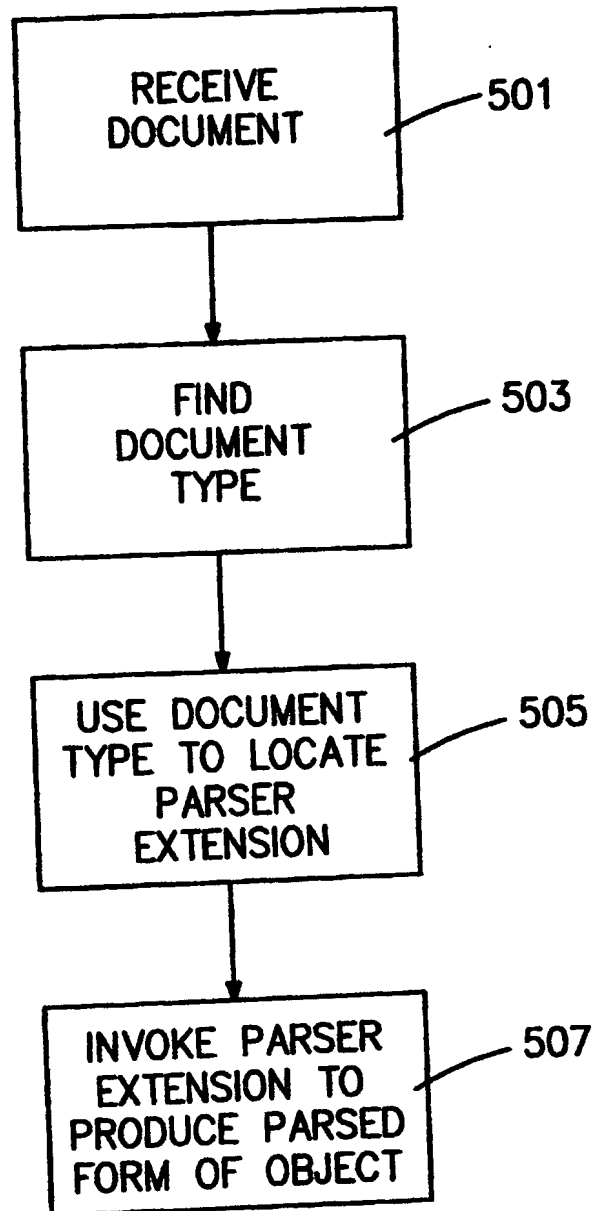 RECEIVE
DOCUMENT
501
FIND
DOCUMENT
TYPE
503
USE DOCUMENT
TYPE TO LOCATE
PARSER
EXTENSION
505
INVOKE PARSER
EXTENSION TO
PRODUCE PARSED
FORM OF OBJECT
507